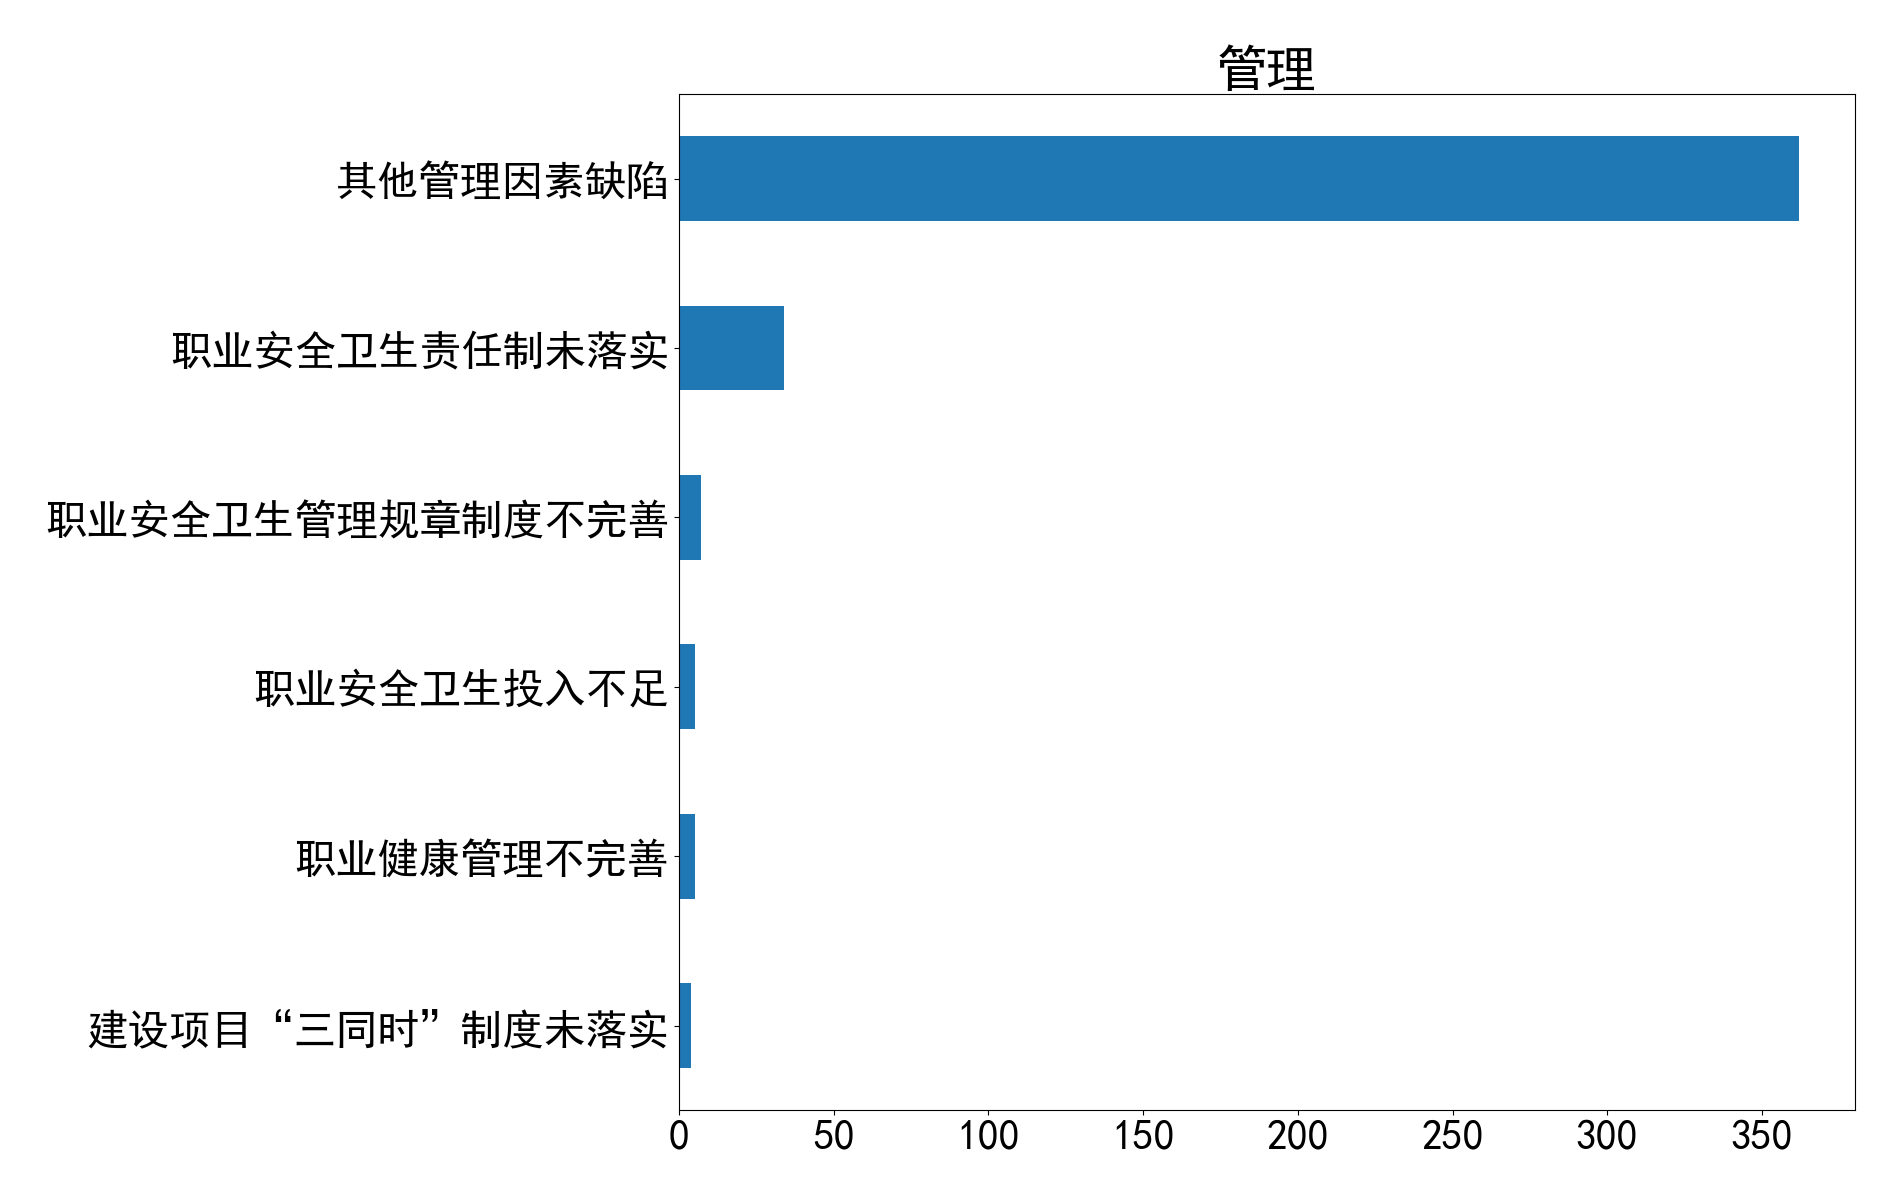 管理
其他管理因素缺陷
职业安全卫生责任制未落实
职业安全卫生管理规章制度不完善
职业安全卫生投入不足
职业健康管理不完善
建设项目“三同时”制度未落实
0 50 100 150 200 250 300 350